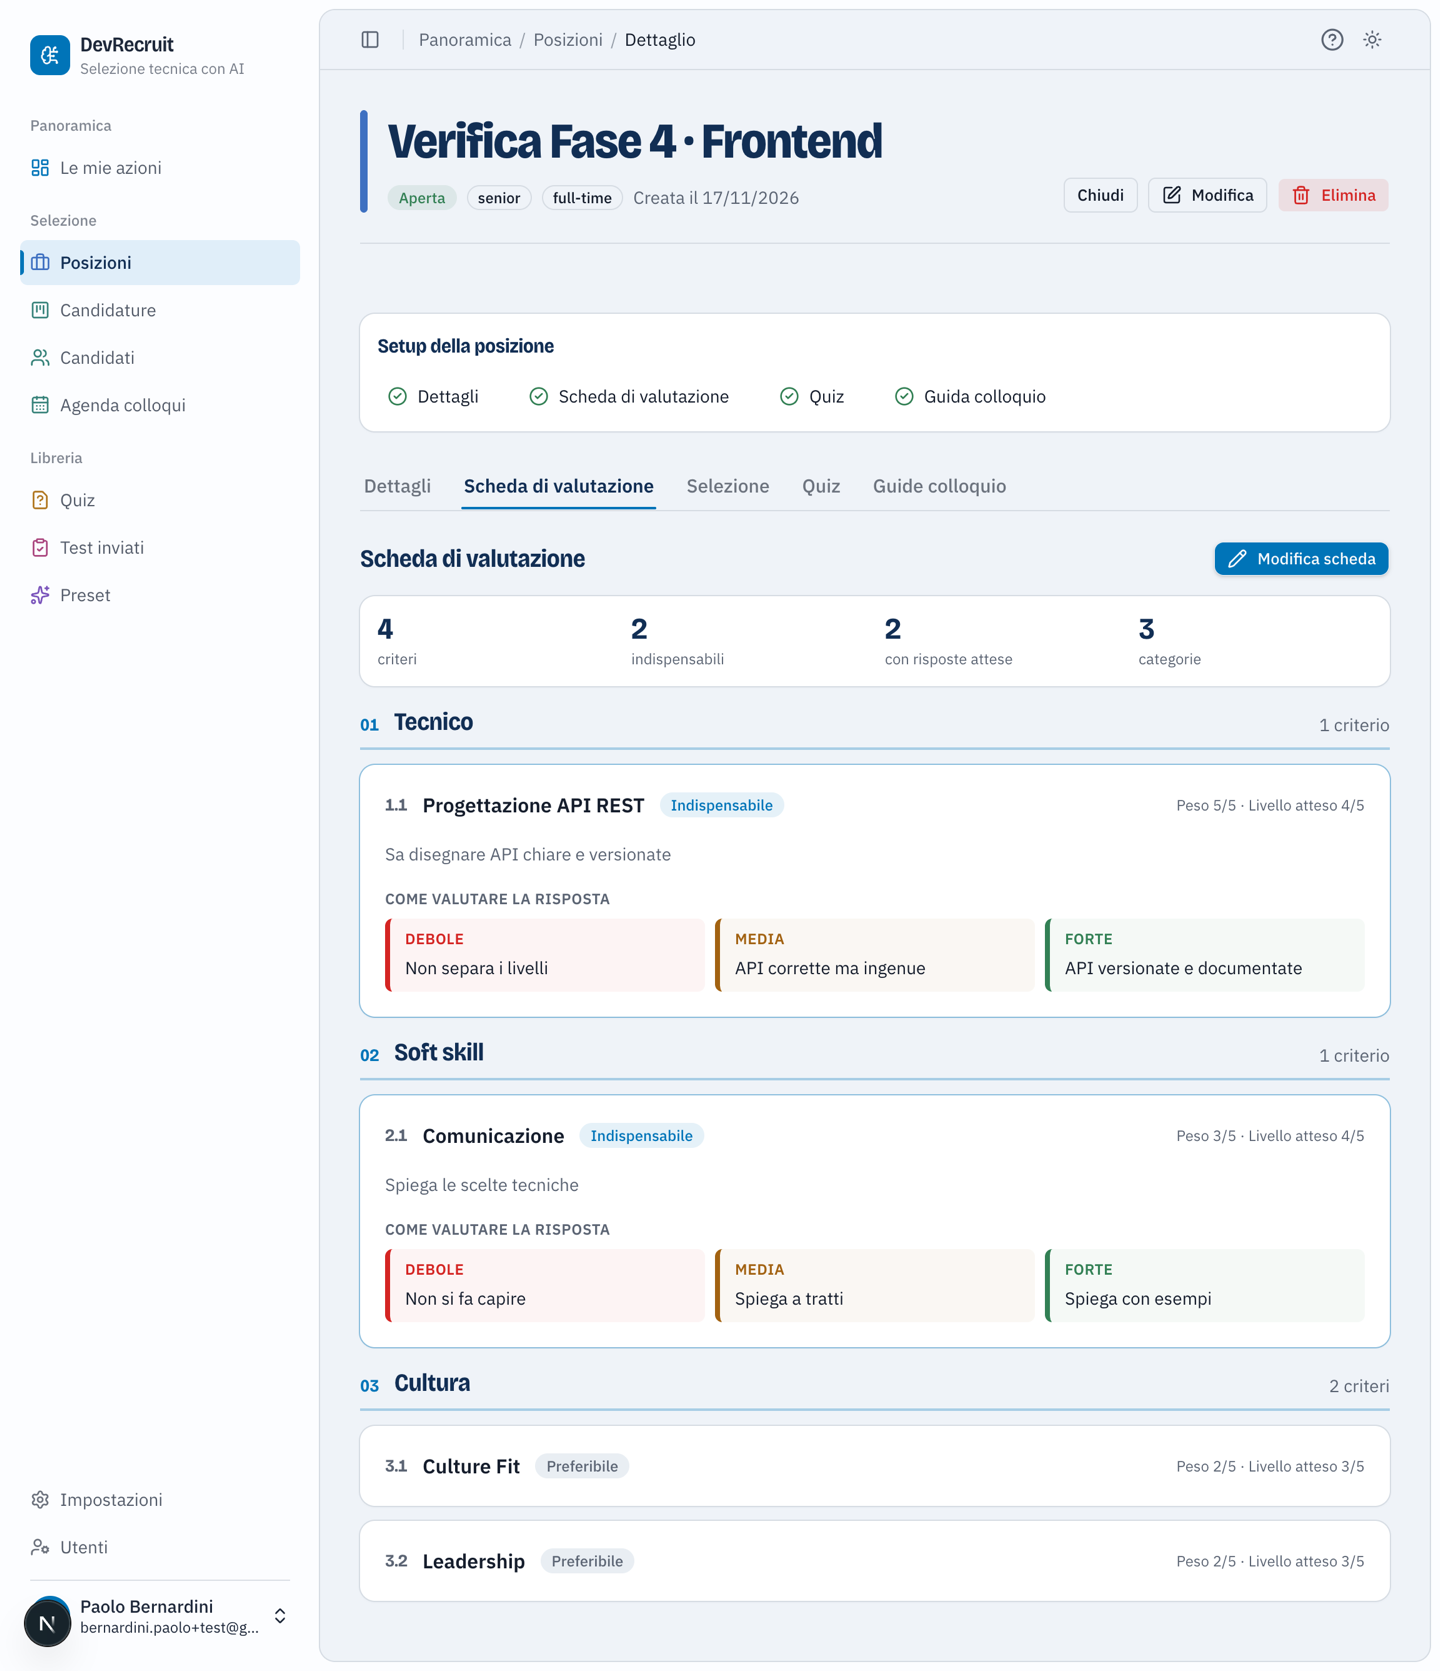 DevRecruit
Selezione tecnica con AI
Panoramica
Le mie azioni
Selezione
Posizioni
Candidature
Candidati
Agenda colloqui
Libreria
Quiz
Test inviati
Preset
Impostazioni
Utenti
N
Paolo Bernardini
bernardini.paolo+test@g...
Panoramica / Posizioni / Dettaglio
Verifica Fase 4 · Frontend
Aperta senior full-time Creata il 17/11/2026
Chiudi Modifica Elimina
Setup della posizione
Dettagli Scheda di valutazione Quiz Guida colloquio
Dettagli Scheda di valutazione Selezione Quiz Guide colloquio
Scheda di valutazione Modifica scheda
4 2 2 3
criteri indispensabili con risposte attese categorie
01 Tecnico 1 criterio
1.1 Progettazione API REST Indispensabile Peso 5/5 · Livello atteso 4/5
Sa disegnare API chiare e versionate
COME VALUTARE LA RISPOSTA
DEBOLE MEDIA FORTE
Non separa i livelli API corrette ma ingenue API versionate e documentate
02 Soft skill 1 criterio
2.1 Comunicazione Indispensabile Peso 3/5 · Livello atteso 4/5
Spiega le scelte tecniche
COME VALUTARE LA RISPOSTA
DEBOLE MEDIA FORTE
Non si fa capire Spiega a tratti Spiega con esempi
03 Cultura 2 criteri
3.1 Culture Fit Preferibile Peso 2/5 · Livello atteso 3/5
3.2 Leadership Preferibile Peso 2/5 · Livello atteso 3/5